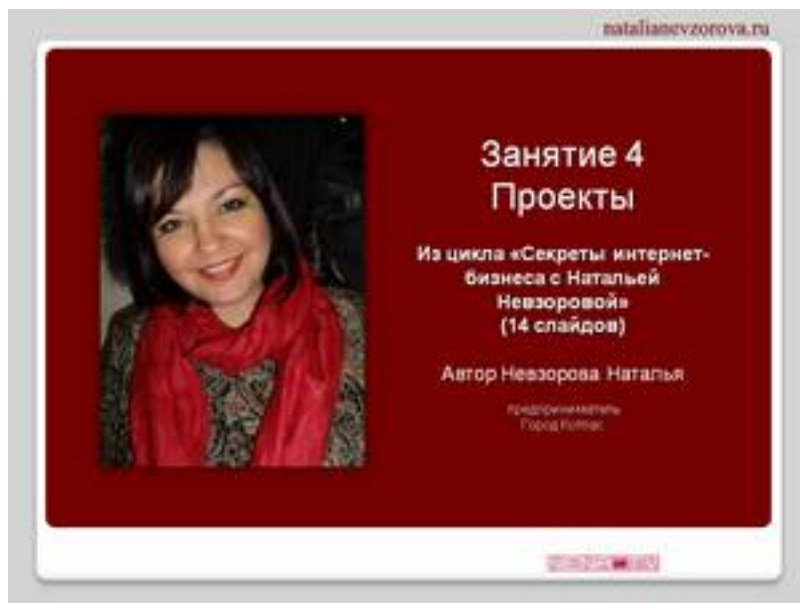 natalianevzorova.ru
Занятие 4
Проекты
Из цикла «Секреты интернет-
бизнеса с Натальей
Невзоровой»
(14 слайдов)
Автор Невзорова Наталья
предприниматель
Город Котлас